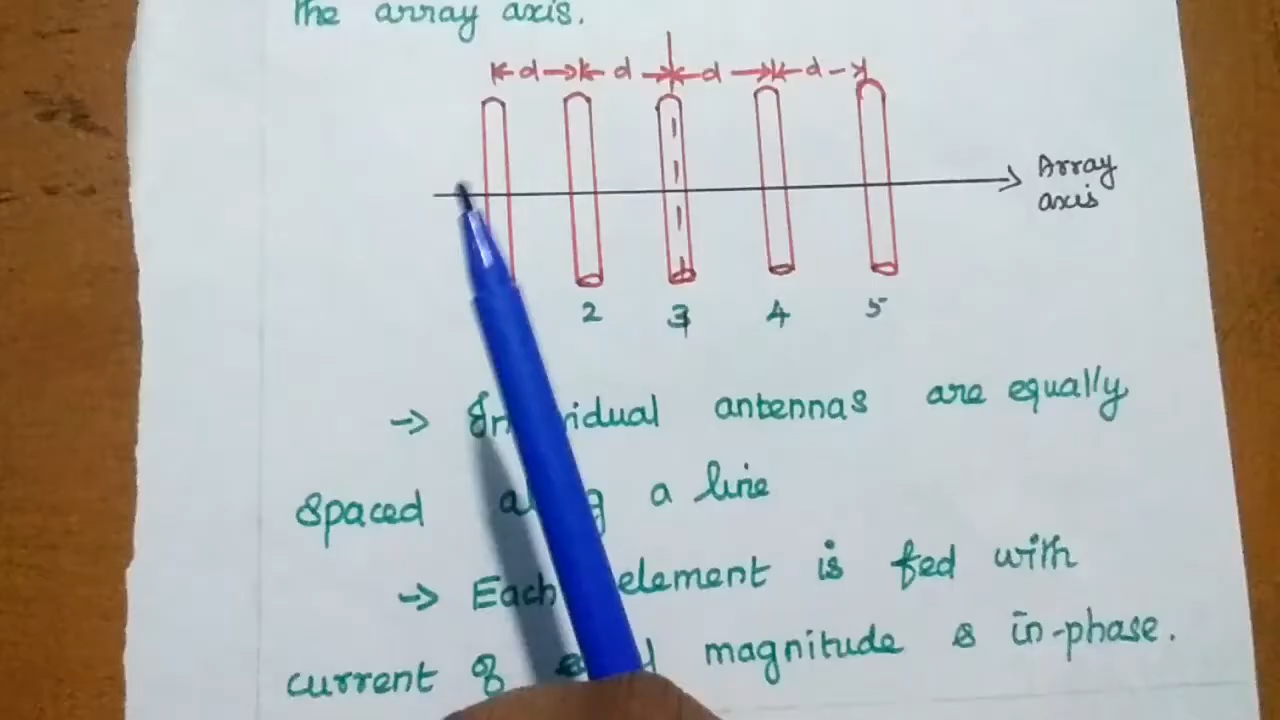 the array axis.
d d d d
Array
axis
2 3 4 5
→ are equally
antennas
spaced a line
→ Each element is fed with
current of magnitude & in-phase.